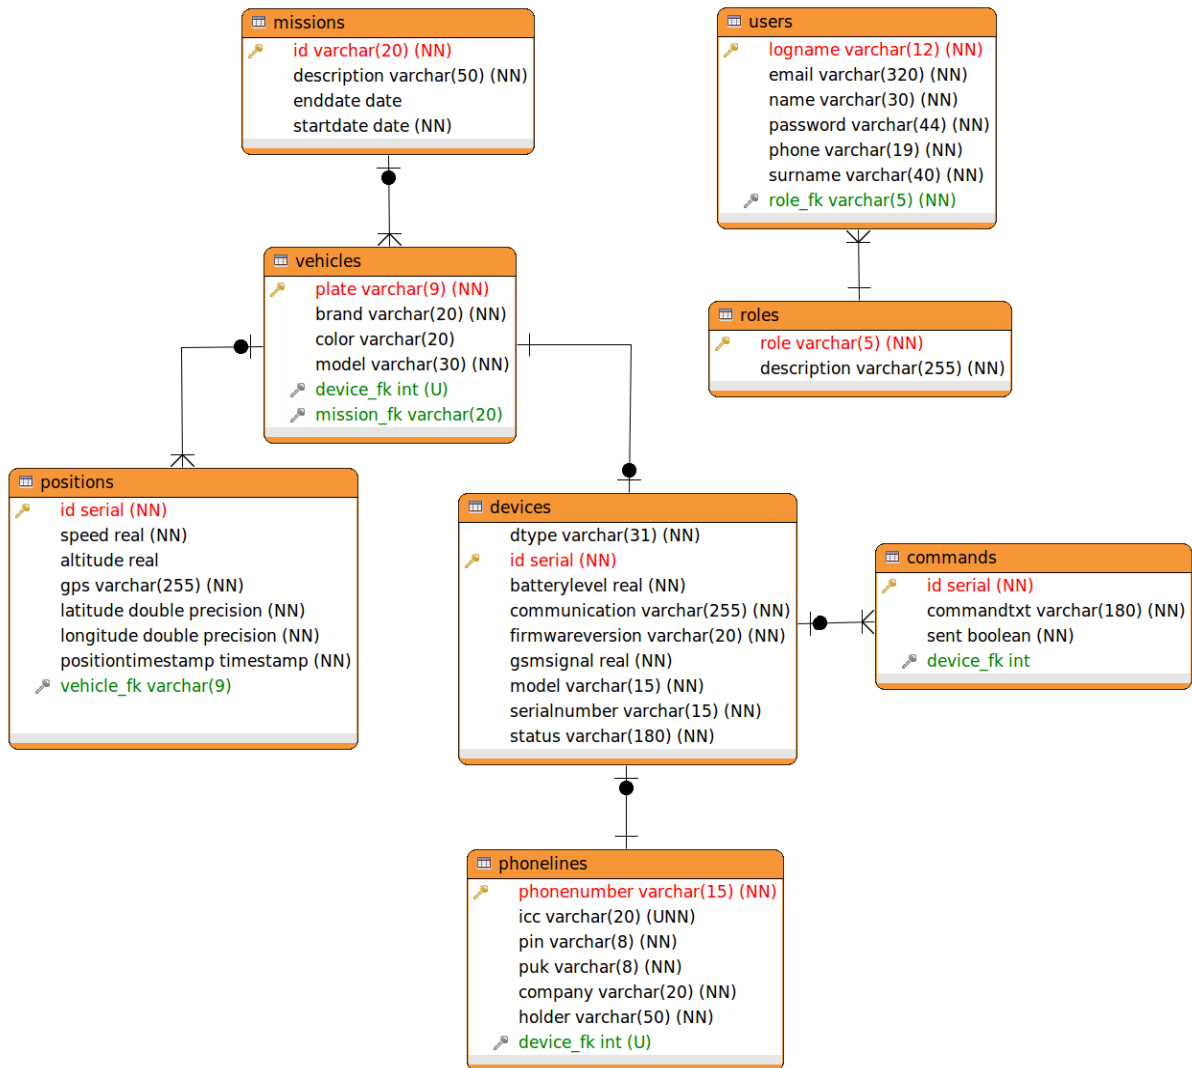 missions
id varchar(20) (NN)
description varchar(50) (NN)
enddate date
startdate date (NN)
users
logname varchar(12) (NN)
email varchar(320) (NN)
name varchar(30) (NN)
password varchar(44) (NN)
phone varchar(19) (NN)
surname varchar(40) (NN)
role_fk varchar(5) (NN)
vehicles
plate varchar(9) (NN)
brand varchar(20) (NN)
color varchar(20)
model varchar(30) (NN)
device_fk int (U)
mission_fk varchar(20)
roles
role varchar(5) (NN)
description varchar(255) (NN)
positions
id serial (NN)
speed real (NN)
altitude real
gps varchar(255) (NN)
latitude double precision (NN)
longitude double precision (NN)
positiontimestamp timestamp (NN)
vehicle_fk varchar(9)
devices
dtype varchar(31) (NN)
id serial (NN)
batterylevel real (NN)
communication varchar(255) (NN)
firmwareversion varchar(20) (NN)
gsmsignal real (NN)
model varchar(15) (NN)
serialnumber varchar(15) (NN)
status varchar(180) (NN)
commands
id serial (NN)
commandtxt varchar(180) (NN)
sent boolean (NN)
device_fk int
phonelines
phonenumber varchar(15) (NN)
icc varchar(20) (UNN)
pin varchar(8) (NN)
puk varchar(8) (NN)
company varchar(20) (NN)
holder varchar(50) (NN)
device_fk int (U)